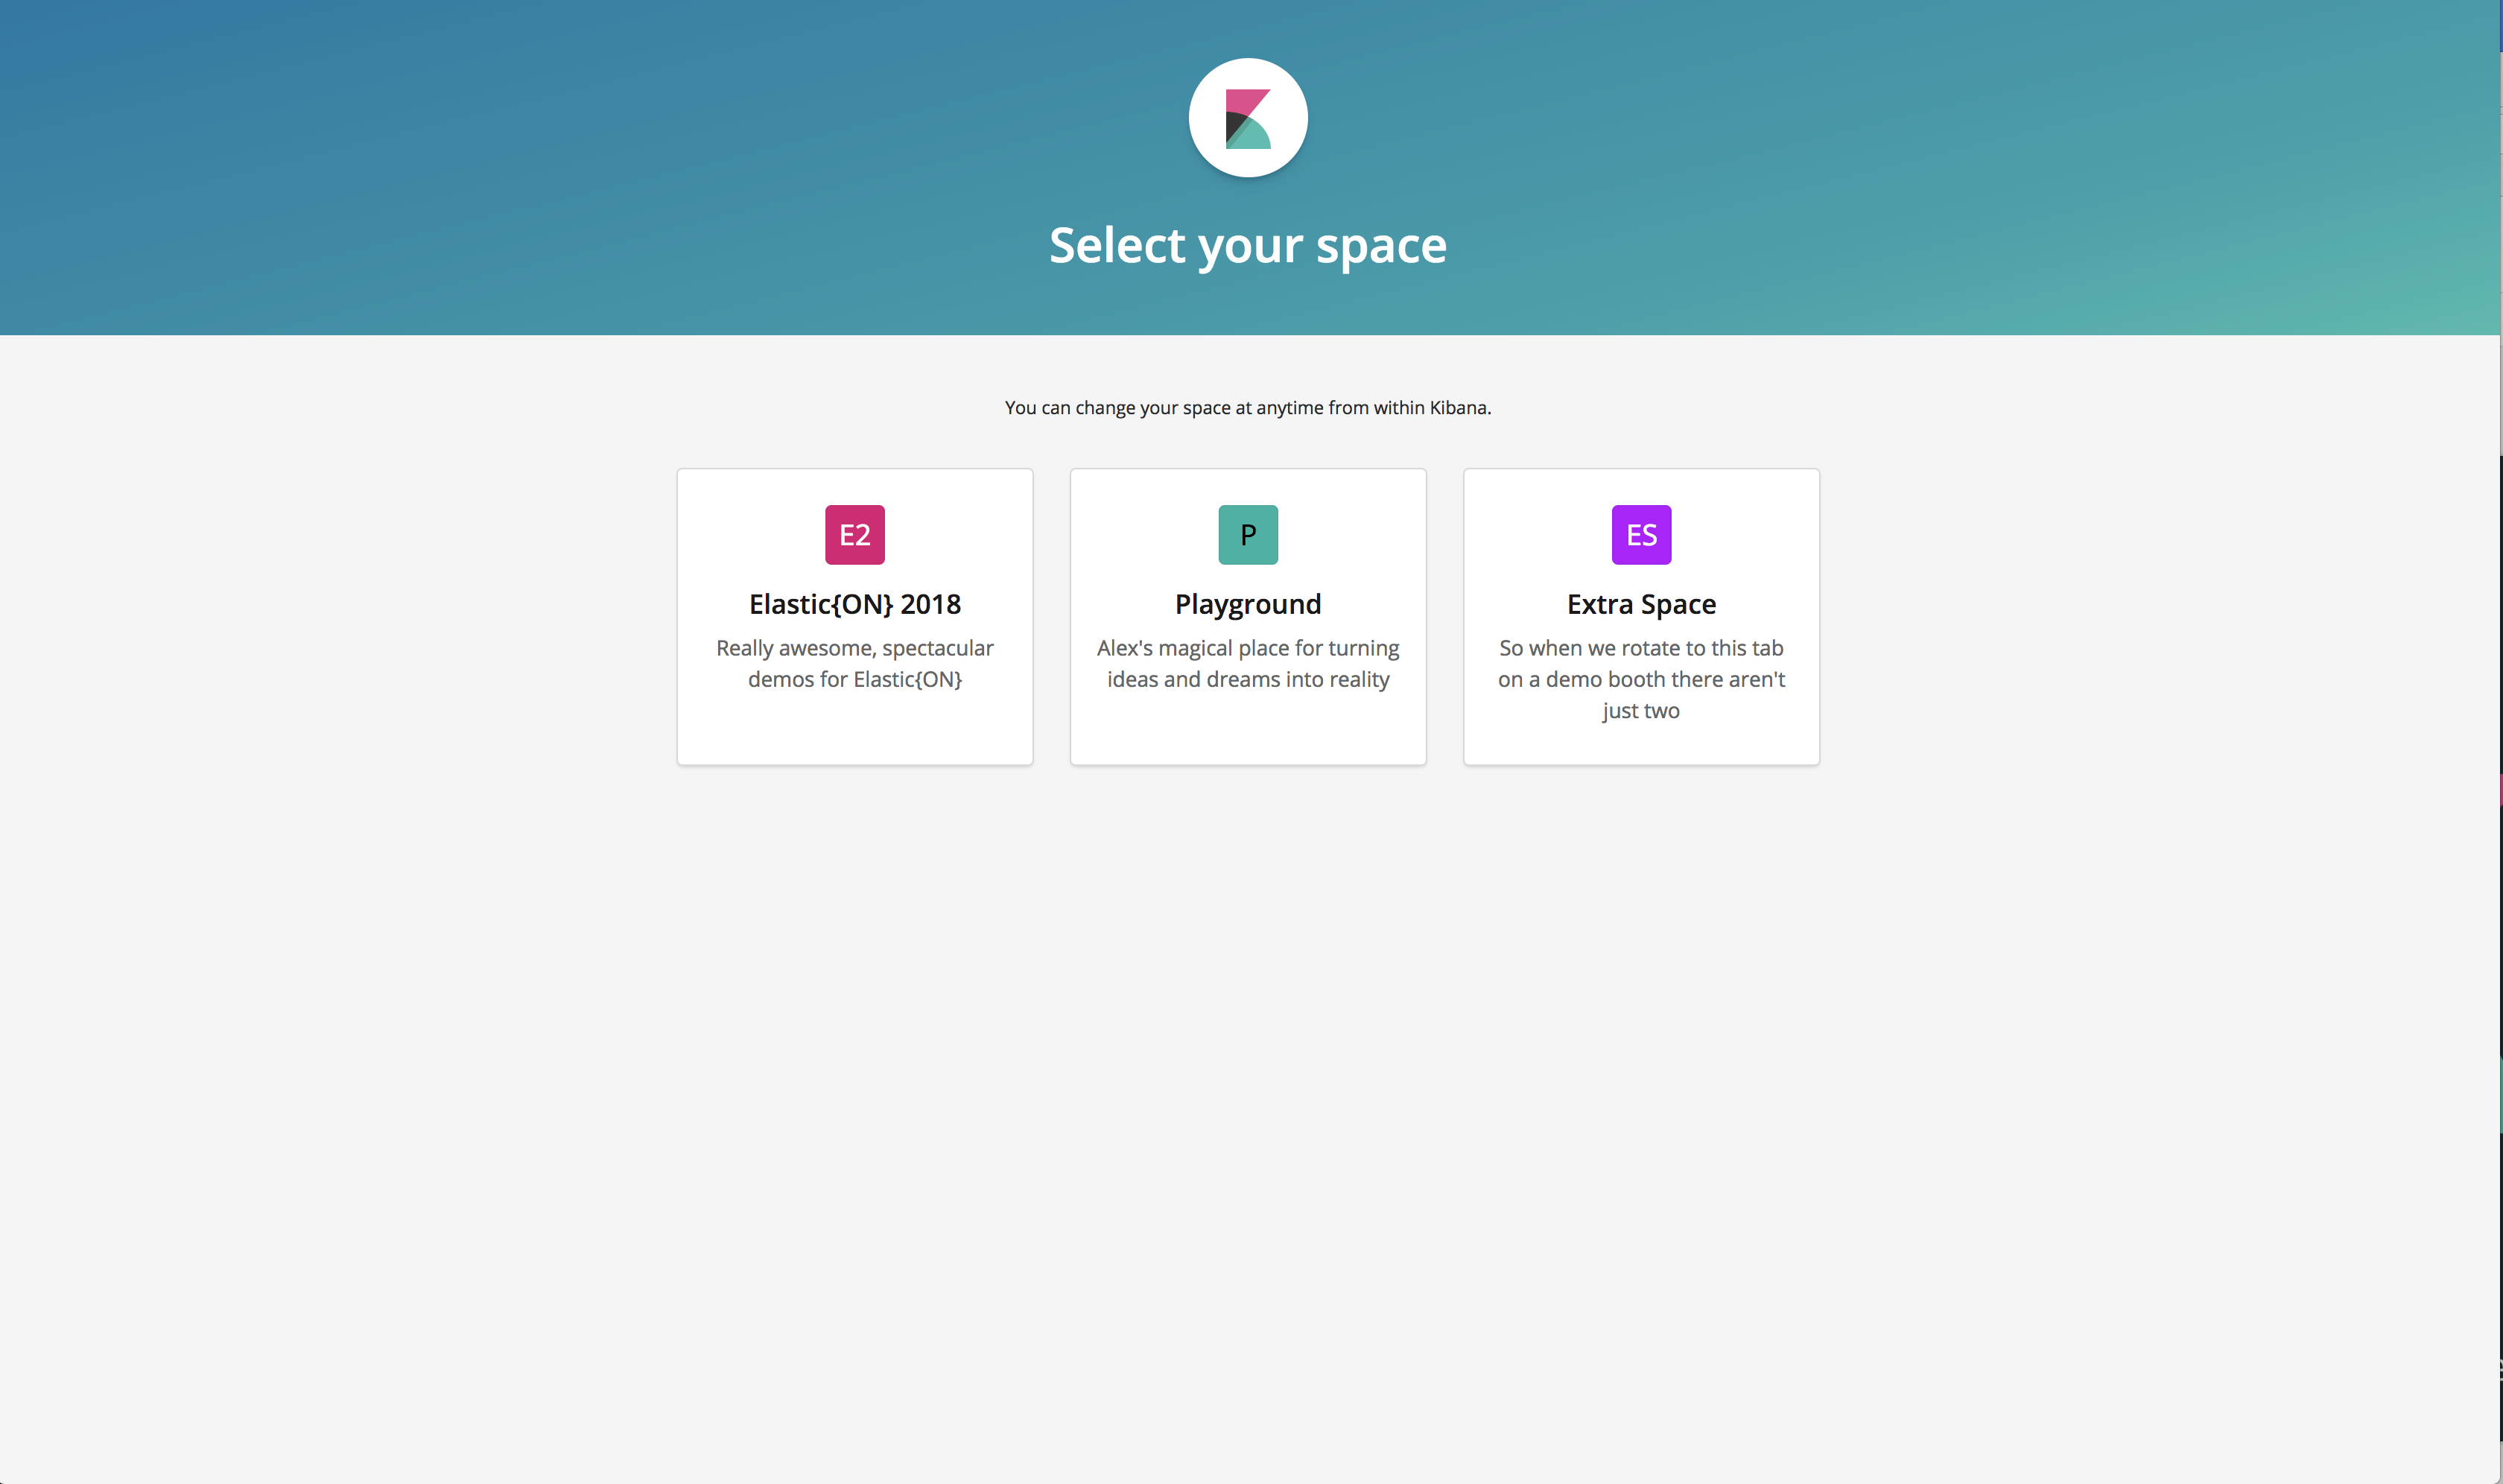 Select your space
You can change your space at anytime from within Kibana.
E2
Elastic{ON} 2018
Really awesome, spectacular
demos for Elastic{ON}
P
Playground
Alex's magical place for turning
ideas and dreams into reality
ES
Extra Space
So when we rotate to this tab
on a demo booth there aren't
just two